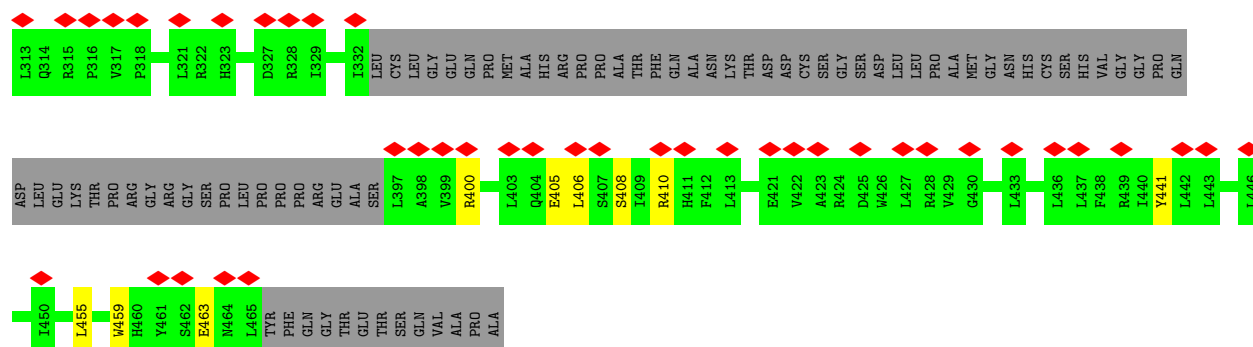 L313 Q314 R315 P316 V317 P318 L321 R322 H323 D327 R328 I329 I332 LEU CYS LEU GLY GLU GLN PRO MET ALA HIS ARG PRO PRO ALA THR PHE GLN ALA ASN LYS THR ASP ASP CYS SER GLY SER ASP LEU LEU PRO ALA MET GLY ASN HIS CYS SER HIS VAL GLY GLY PRO GLN
ASP LEU GLU LYS THR PRO ARG GLY ARG GLY SER PRO LEU PRO PRO PRO ARG GLU ALA SER L397 A398 V399 R400 L403 Q404 E405 L406 S407 S408 I409 R410 H411 F412 L413 E421 V422 A423 R424 D425 W426 L427 R428 V429 G430 L433 L436 L437 F438 R439 I440 Y441 L442 L443 L446
I450 L455 W459 H460 Y461 S462 E463 N464 L465 TYR PHE GLN GLY THR GLU THR SER GLN VAL ALA PRO ALA